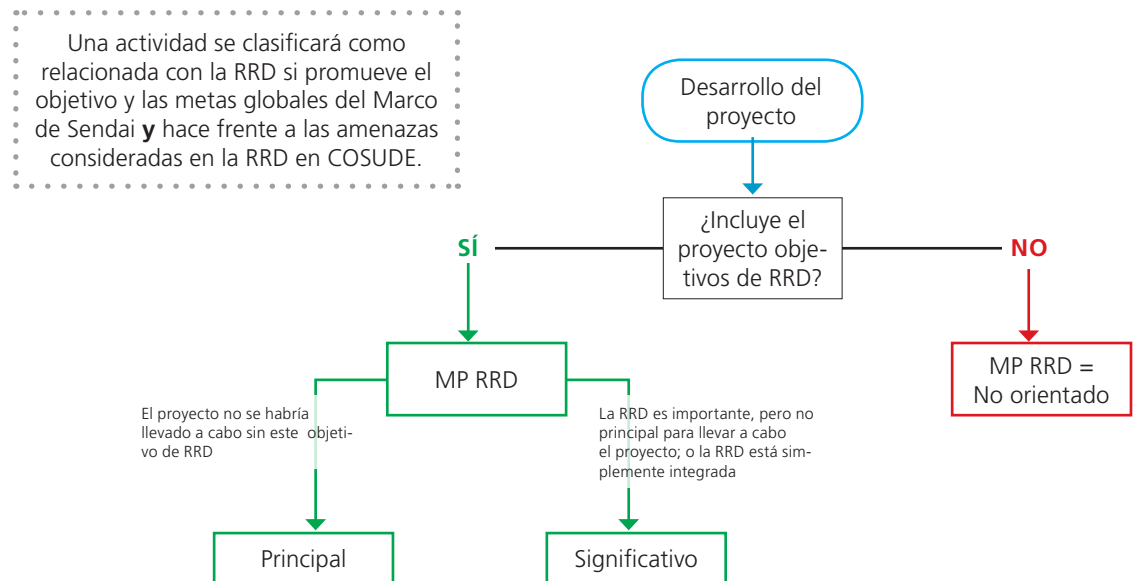 Una actividad se clasificará como
relacionada con la RRD si promueve el
objetivo y las metas globales del Marco
de Sendai y hace frente a las amenazas
consideradas en la RRD en COSUDE.
Desarrollo del
proyecto
¿Incluye el
proyecto obje-
tivos de RRD?
SÍ
NO
MP RRD
MP RRD =
No orientado
El proyecto no se habría
llevado a cabo sin este objeti-
vo de RRD
La RRD es importante, pero no
principal para llevar a cabo
el proyecto; o la RRD está sim-
plemente integrada
Principal
Significativo